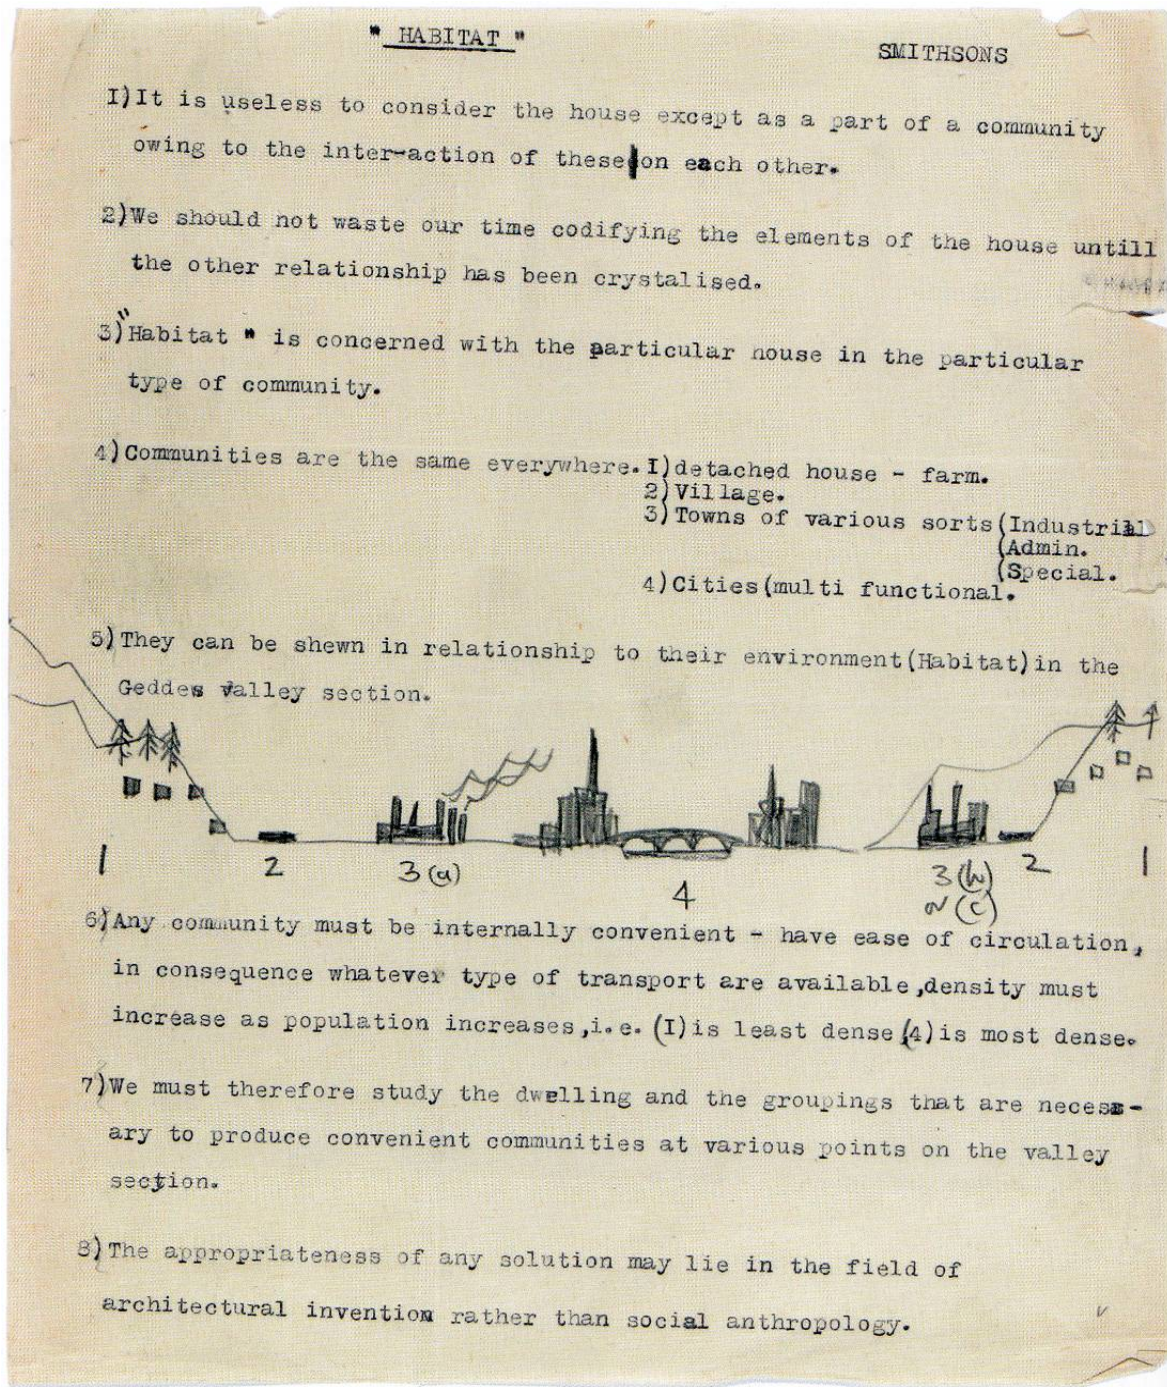 " HABITAT "
SMITHSONS
I)It is useless to consider the house except as a part of a community
owing to the inter-action of these on each other.
2)We should not waste our time codifying the elements of the house untill
the other relationship has been crystalised.
3)"Habitat " is concerned with the particular house in the particular
type of community.
4)Communities are the same everywhere.I)detached house - farm.
2)Village.
3)Towns of various sorts(Industrial
(Admin.
(Special.
4)Cities(multi functional.
5)They can be shewn in relationship to their environment(Habitat)in the
Geddes valley section.
1 2 3(a) 4 3(b) 2 1
or (c)
6)Any community must be internally convenient - have ease of circulation,
in consequence whatever type of transport are available,density must
increase as population increases,i.e.(I)is least dense(4)is most dense.
7)We must therefore study the dwelling and the groupings that are necess-
ary to produce convenient communities at various points on the valley
section.
8)The appropriateness of any solution may lie in the field of
architectural invention rather than social anthropology.